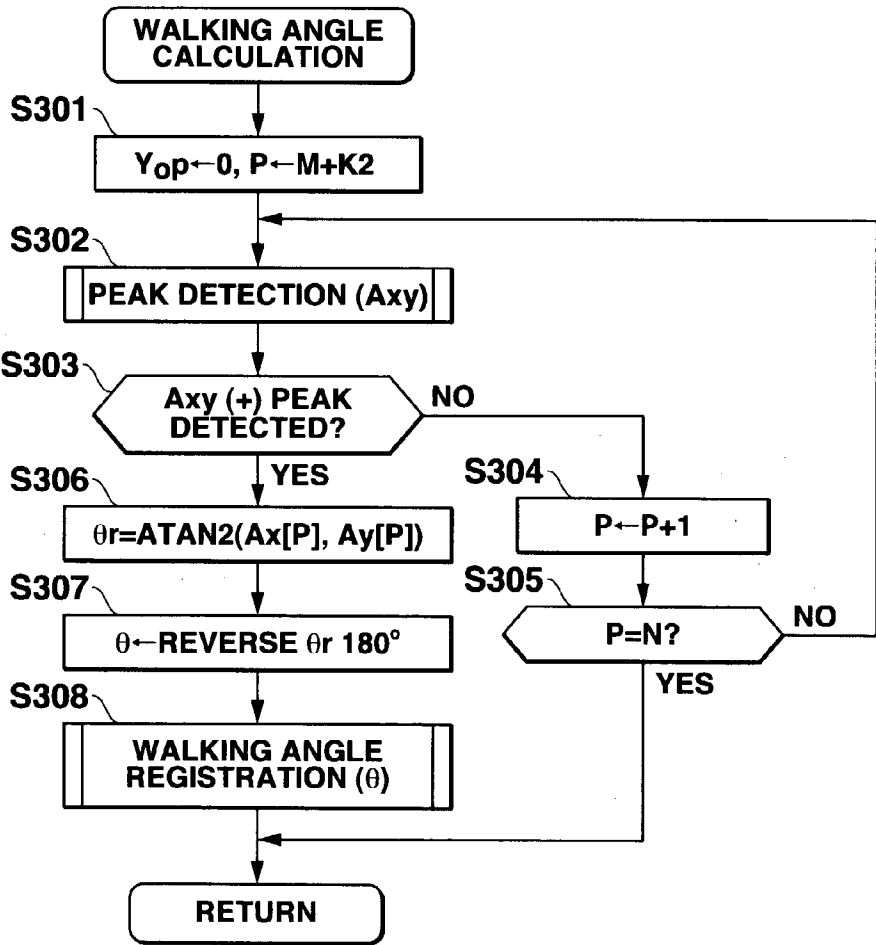 WALKING ANGLE
CALCULATION
S301
Yop←0, P←M+K2
S302
PEAK DETECTION (Axy)
S303
Axy (+) PEAK
DETECTED?
NO
YES
S304
P←P+1
S305
P=N?
NO
YES
S306
θr=ATAN2(Ax[P], Ay[P])
S307
θ←REVERSE θr 180°
S308
WALKING ANGLE
REGISTRATION (θ)
RETURN